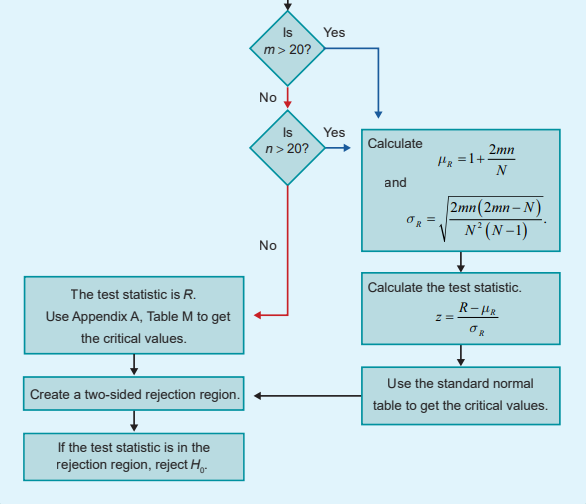 Is
m > 20?
Yes
No
Is
n > 20?
Yes
No
Calculate
μ_R = 1 + 2mn/N
and
σ_R = √(2mn(2mn – N)/(N²(N – 1))).
Calculate the test statistic.
z = (R – μ_R)/σ_R
Use the standard normal
table to get the critical values.
The test statistic is R.
Use Appendix A, Table M to get
the critical values.
Create a two-sided rejection region.
If the test statistic is in the
rejection region, reject H₀.